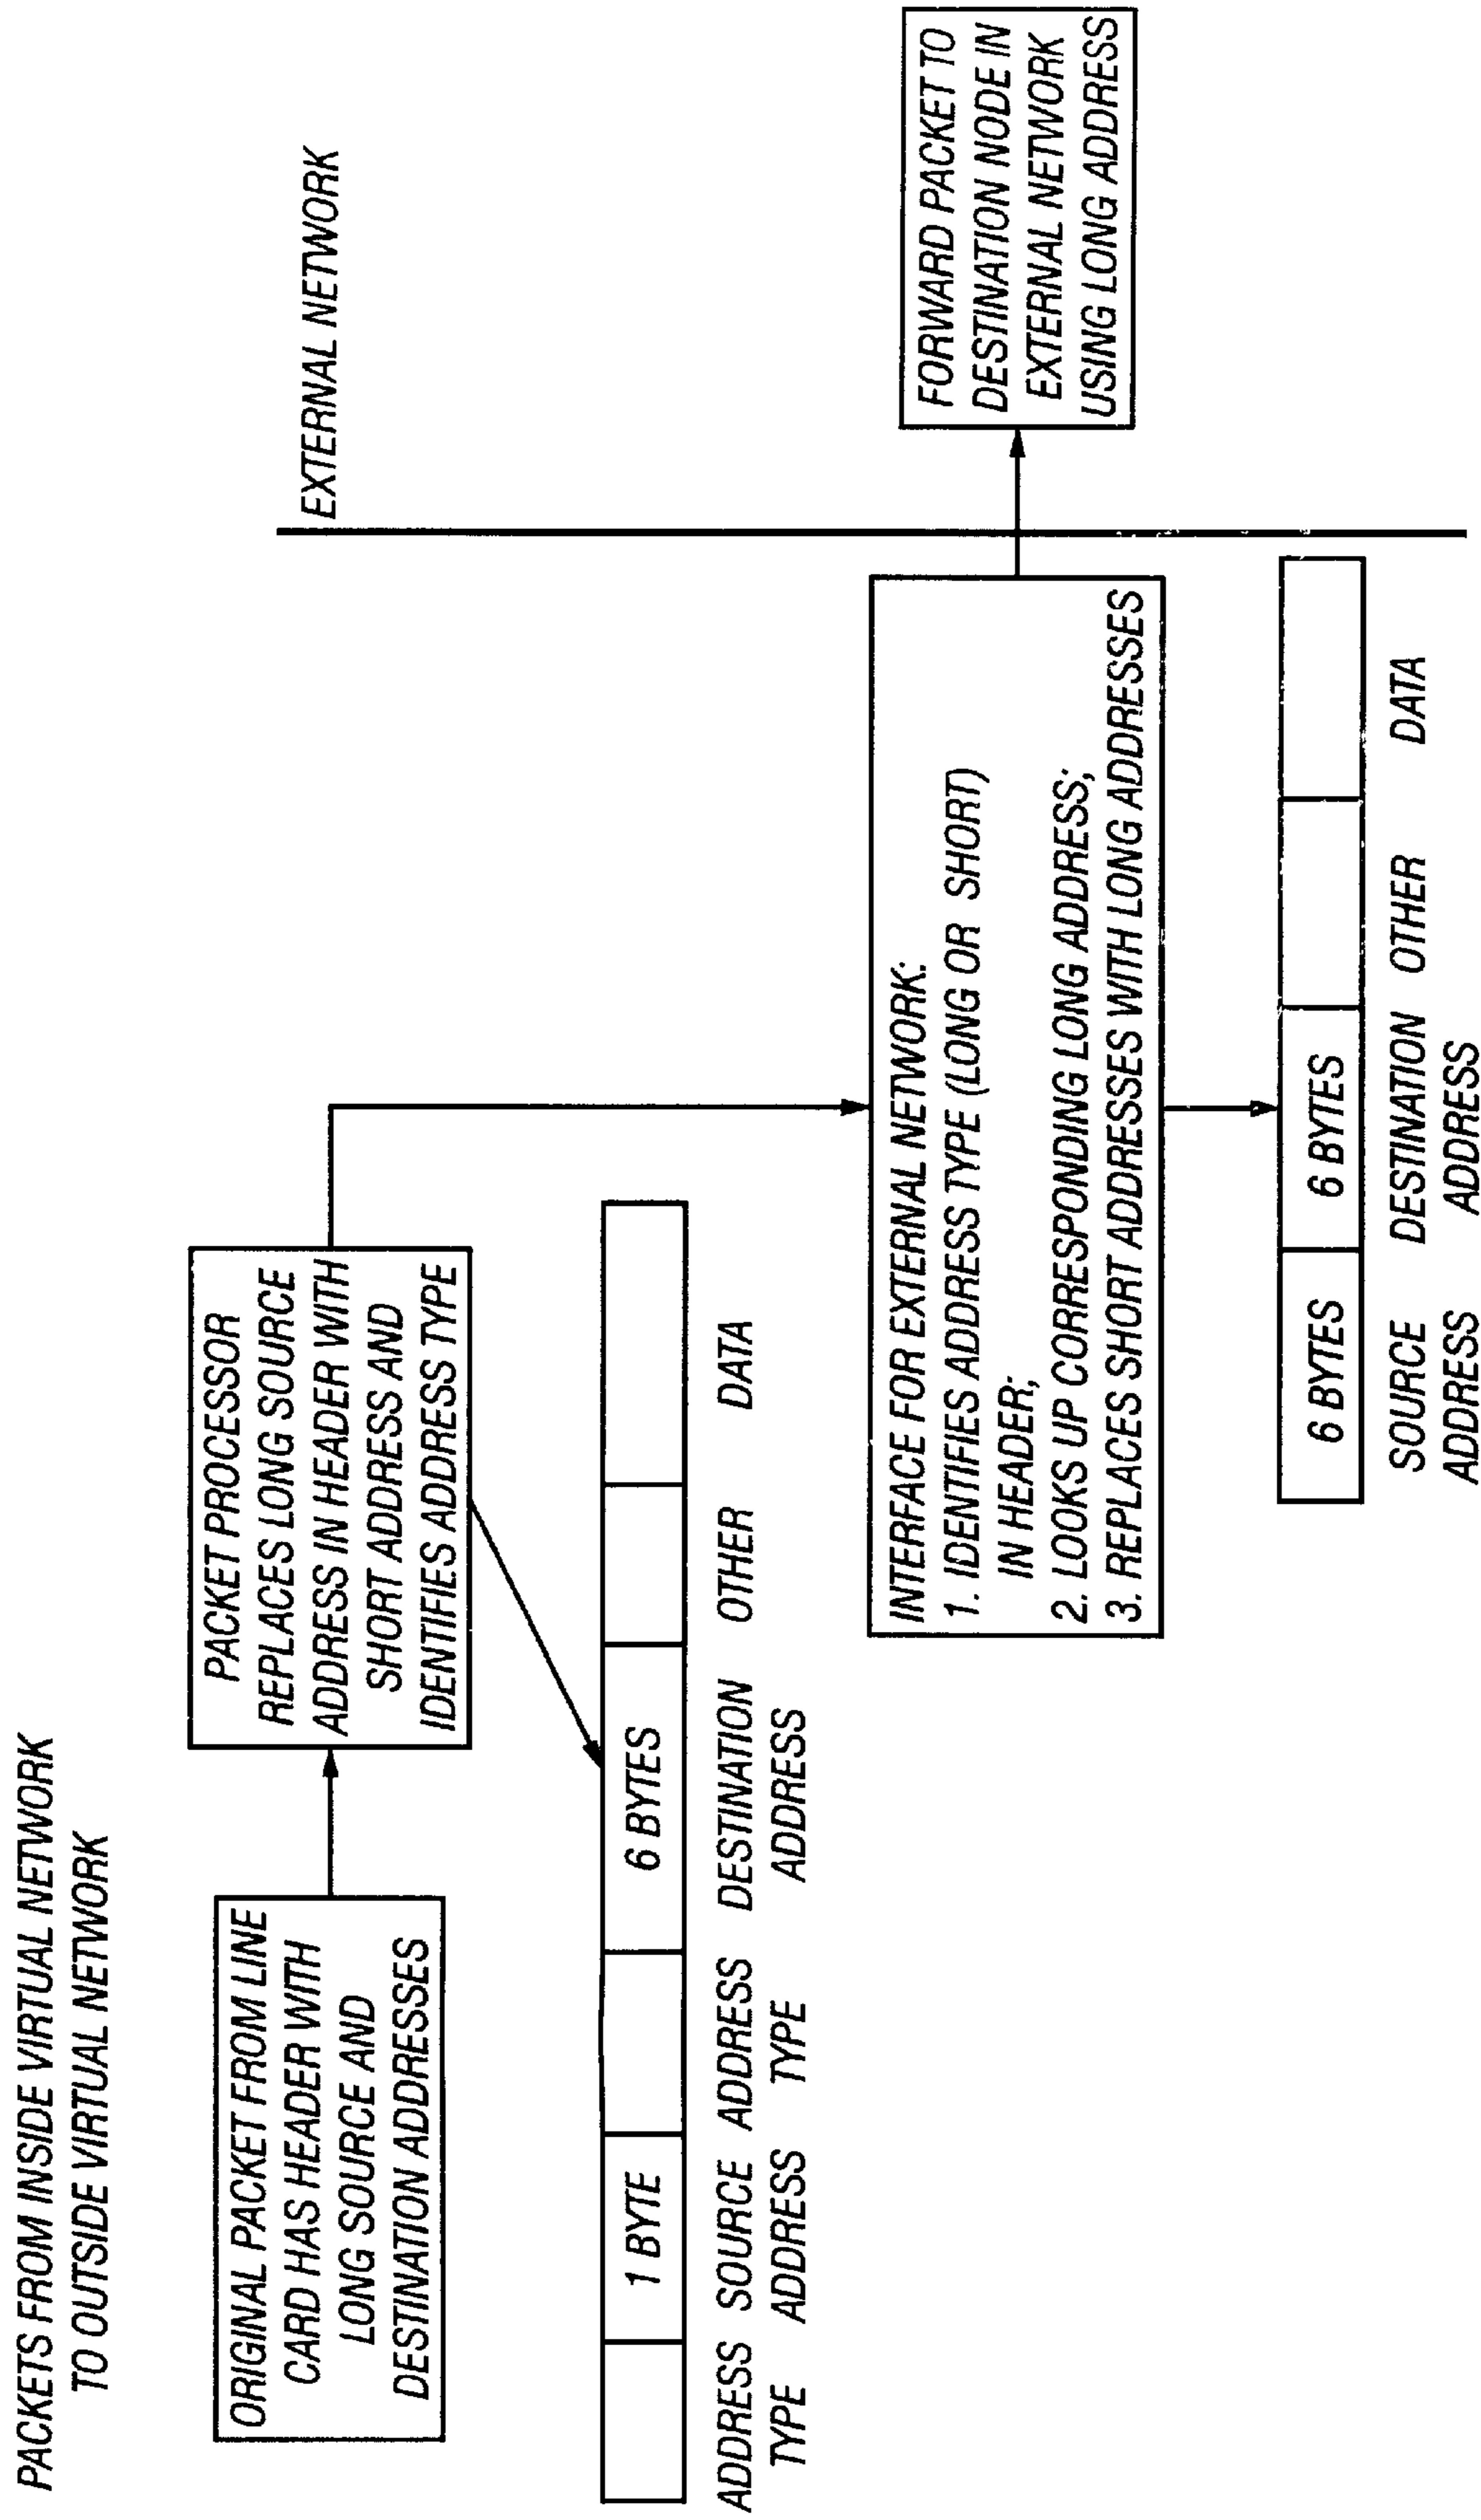 PACKETS FROM INSIDE VIRTUAL NETWORK
TO OUTSIDE VIRTUAL NETWORK
EXTERNAL NETWORK
ORIGINAL PACKET FROM LINE
CARD HAS HEADER WITH
LONG SOURCE AND
DESTINATION ADDRESSES
PACKET PROCESSOR
REPLACES LONG SOURCE
ADDRESS IN HEADER WITH
SHORT ADDRESS AND
IDENTIFIES ADDRESS TYPE
1 BYTE
6 BYTES
ADDRESS SOURCE ADDRESS DESTINATION OTHER DATA
TYPE ADDRESS TYPE ADDRESS
INTERFACE FOR EXTERNAL NETWORK:
1. IDENTIFIES ADDRESS TYPE (LONG OR SHORT)
IN HEADER;
2. LOOKS UP CORRESPONDING LONG ADDRESS;
3. REPLACES SHORT ADDRESSES WITH LONG ADDRESSES
FORWARD PACKET TO
DESTINATION NODE IN
EXTERNAL NETWORK
USING LONG ADDRESS
6 BYTES
6 BYTES
SOURCE DESTINATION OTHER DATA
ADDRESS ADDRESS